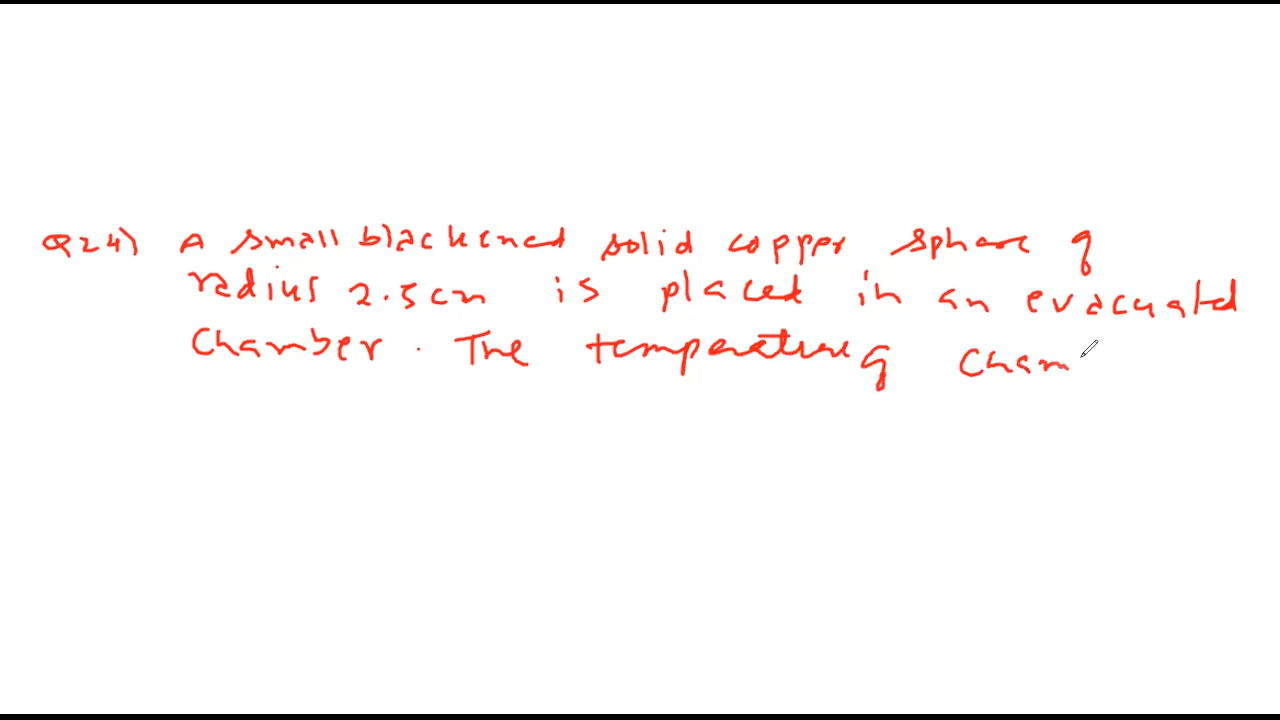 Q24) A small blackened solid copper sphere of
radius 2.5cm is placed in an evacuated
chamber. The temperature of cham